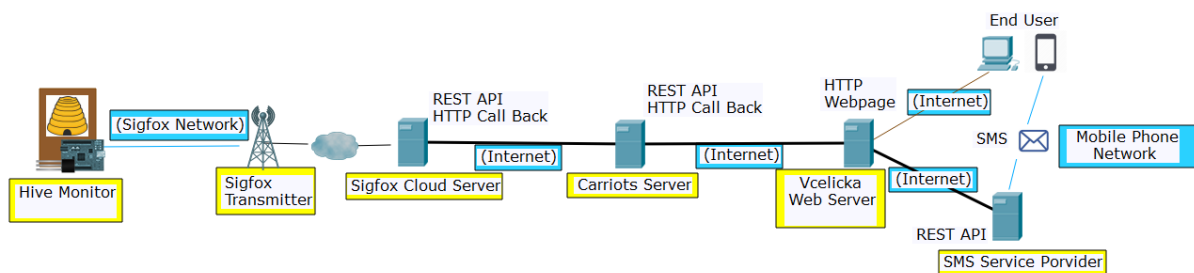 End User
REST API
HTTP Call Back
REST API
HTTP Call Back
HTTP
Webpage
(Internet)
(Sigfox Network)
SMS
Mobile Phone
Network
(Internet)
(Internet)
(Internet)
Hive Monitor
Sigfox
Transmitter
Sigfox Cloud Server
Carriots Server
Vcelicka
Web Server
REST API
SMS Service Porvider